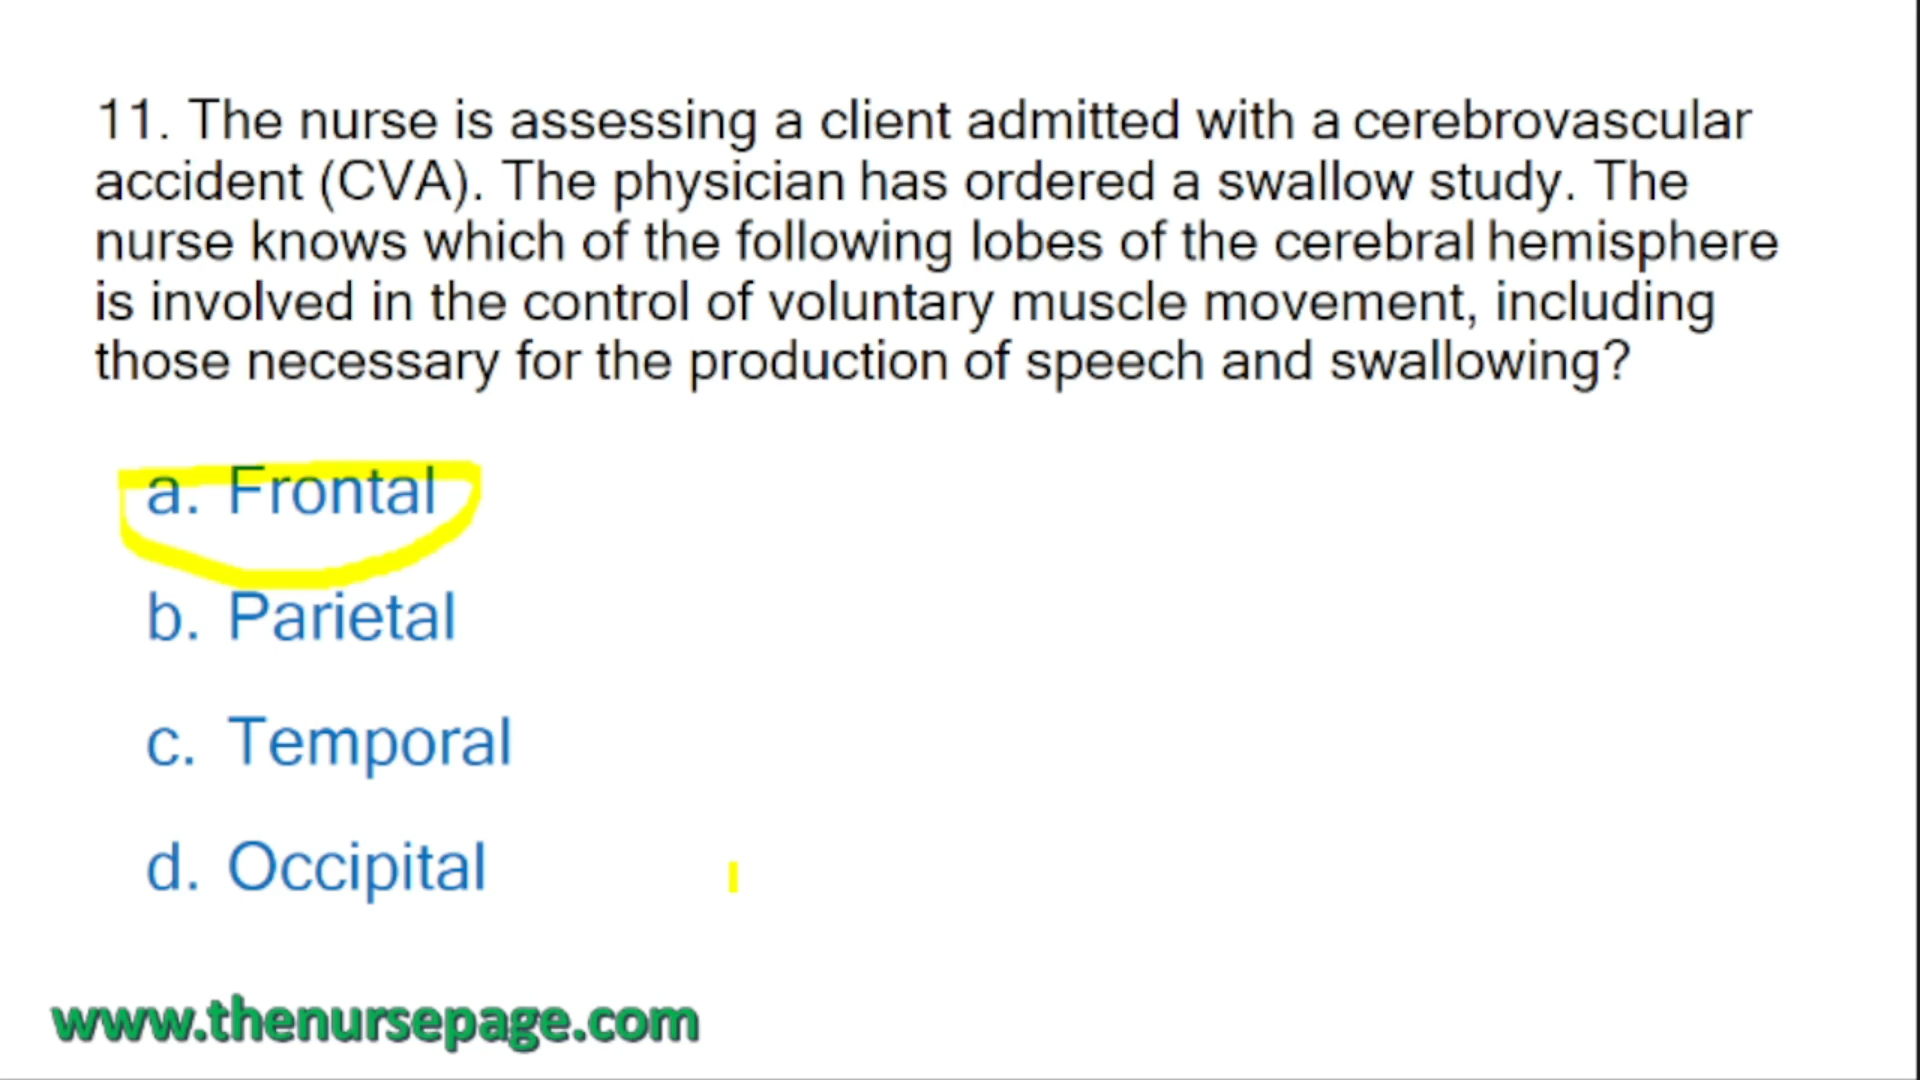 11. The nurse is assessing a client admitted with a cerebrovascular
accident (CVA). The physician has ordered a swallow study. The
nurse knows which of the following lobes of the cerebral hemisphere
is involved in the control of voluntary muscle movement, including
those necessary for the production of speech and swallowing?
a. Frontal
b. Parietal
c. Temporal
d. Occipital
www.thenursepage.com